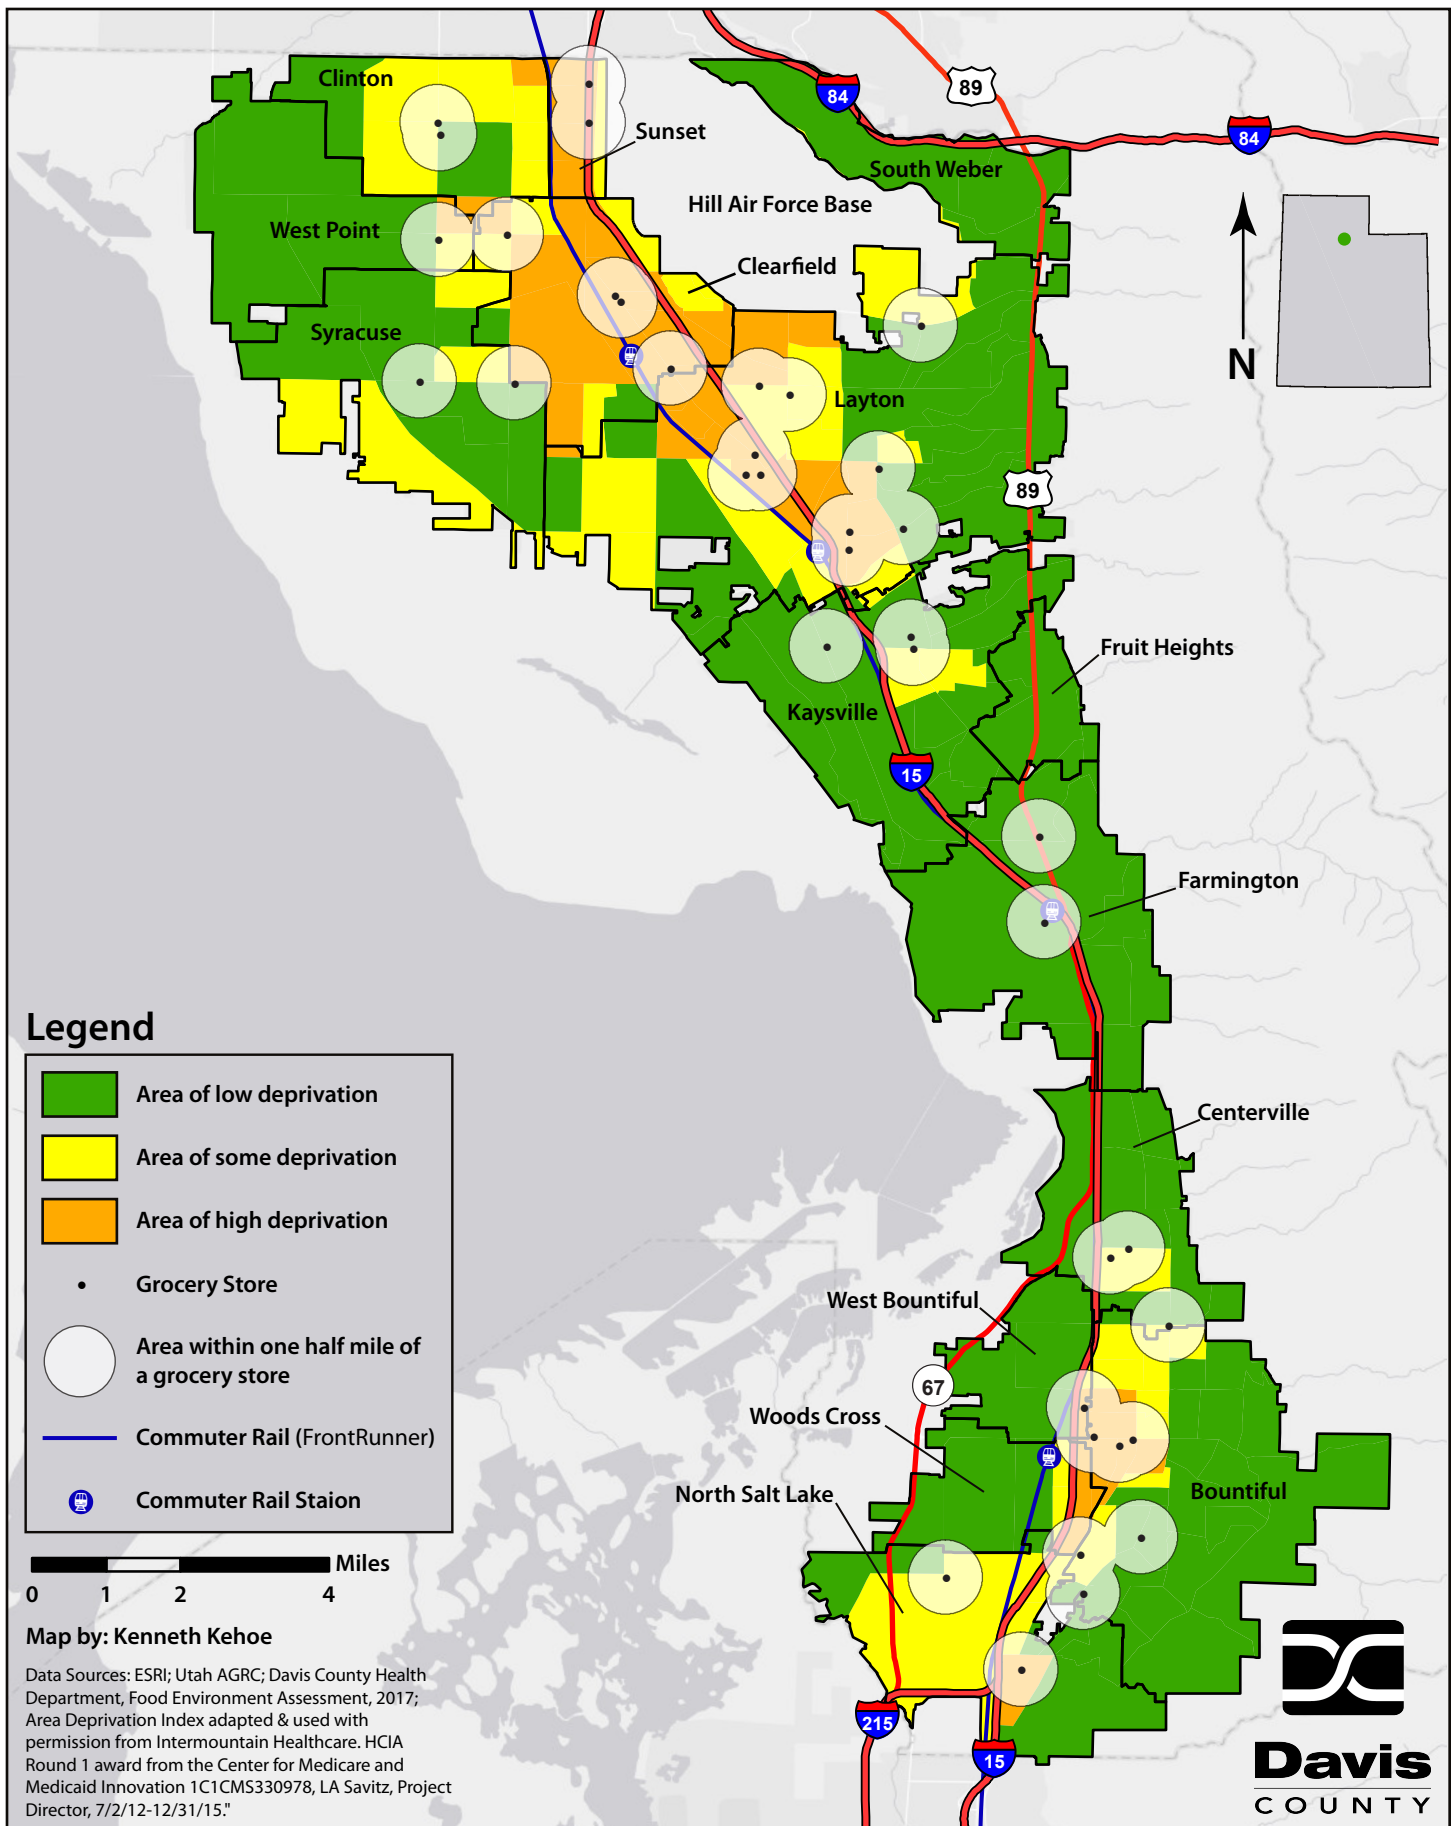 Clinton
84
89
Sunset
84
South Weber
Hill Air Force Base
West Point
Clearfield
Syracuse
N
Layton
89
Fruit Heights
Kaysville
15
Farmington
Legend
Area of low deprivation
Area of some deprivation
Area of high deprivation
Grocery Store
Area within one half mile of
a grocery store
Commuter Rail (FrontRunner)
Commuter Rail Staion
Centerville
West Bountiful
67
Woods Cross
North Salt Lake
Bountiful
Miles
0 1 2 4
Map by: Kenneth Kehoe
Data Sources: ESRI; Utah AGRC; Davis County Health
Department, Food Environment Assessment, 2017;
Area Deprivation Index adapted & used with
permission from Intermountain Healthcare. HCIA
Round 1 award from the Center for Medicare and
Medicaid Innovation 1C1CMS330978, LA Savitz, Project
Director, 7/2/12-12/31/15."
215
15
Davis
COUNTY